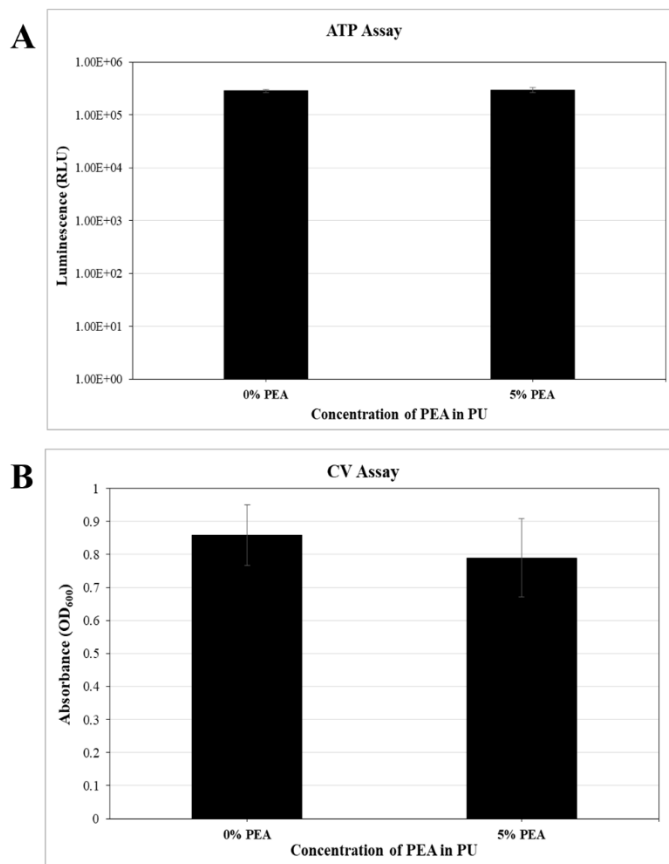 A
ATP Assay
Luminescence (RLU)
1.00E+06
1.00E+05
1.00E+04
1.00E+03
1.00E+02
1.00E+01
1.00E+00
0% PEA
5% PEA
Concentration of PEA in PU
B
CV Assay
Absorbance (OD₆₀₀)
1
0.9
0.8
0.7
0.6
0.5
0.4
0.3
0.2
0.1
0
0% PEA
5% PEA
Concentration of PEA in PU